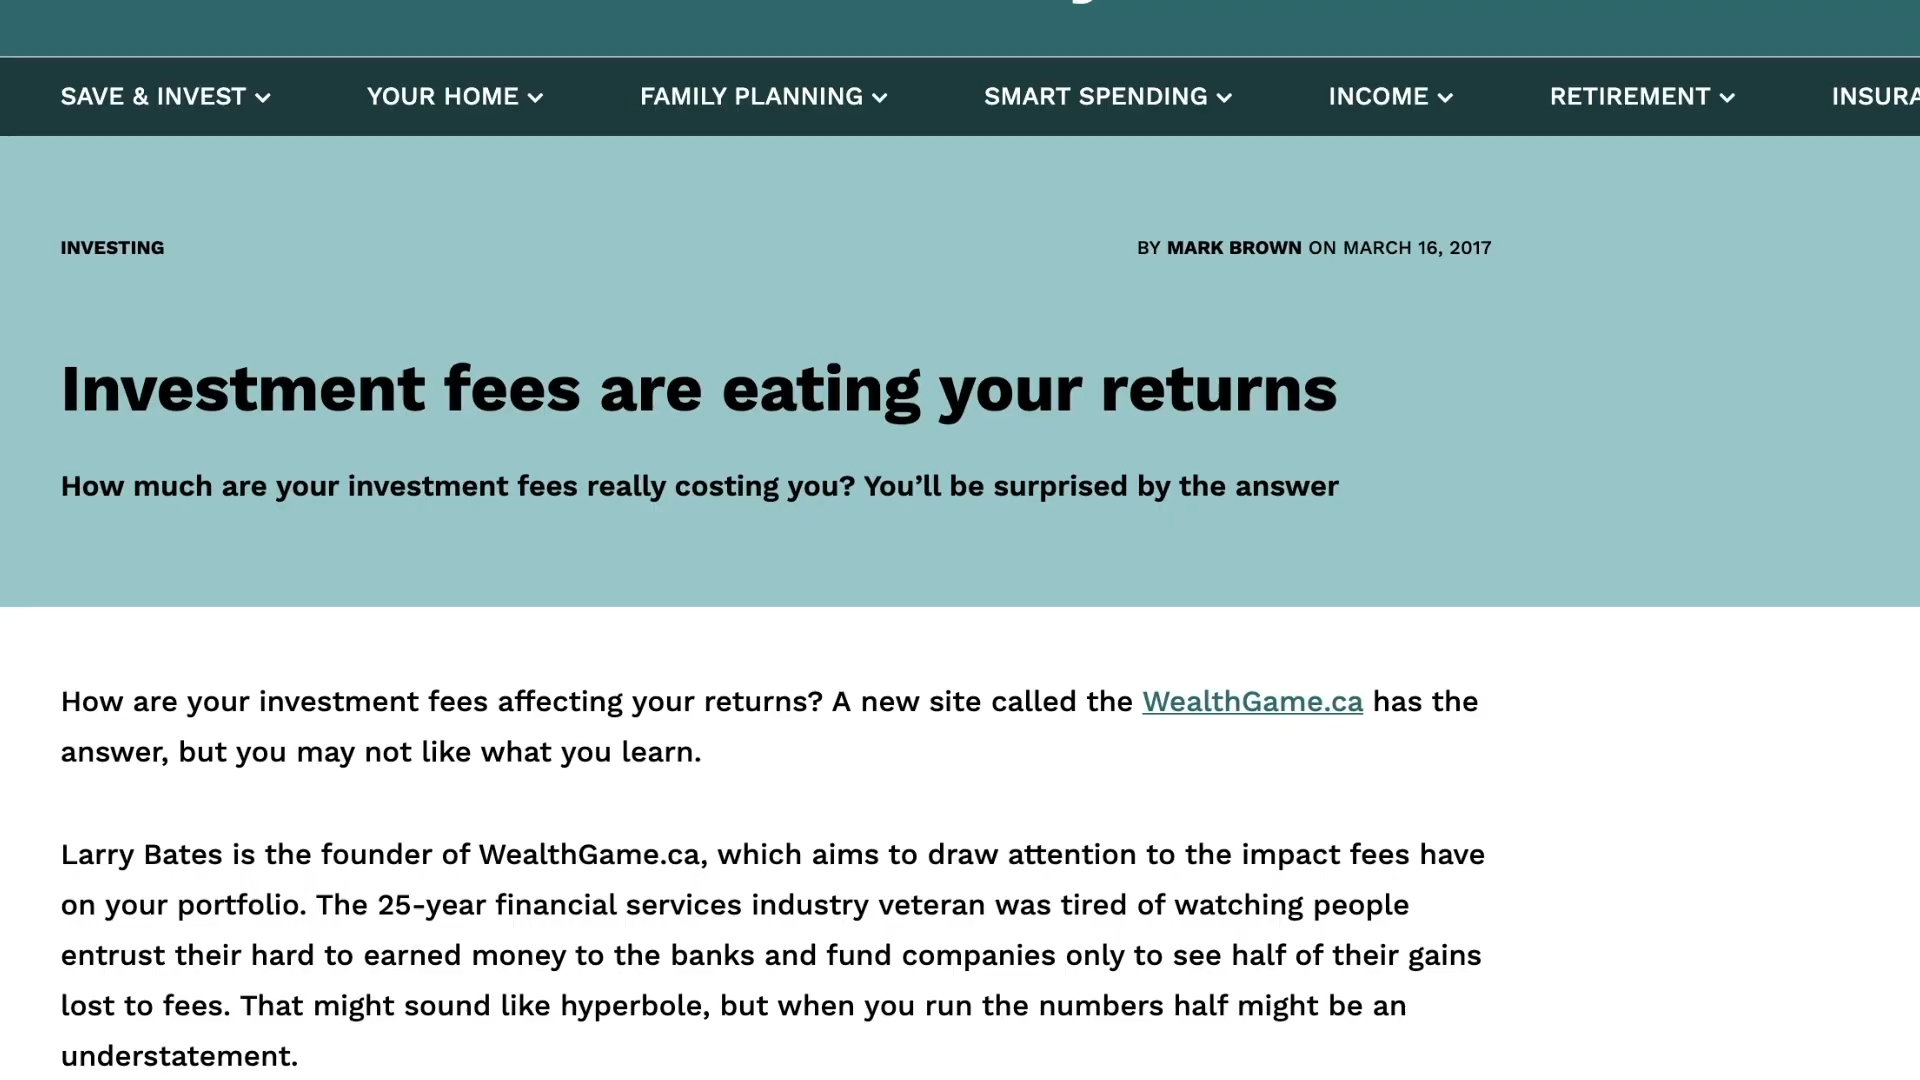 SAVE & INVEST YOUR HOME FAMILY PLANNING SMART SPENDING INCOME RETIREMENT INSURA
INVESTING
BY MARK BROWN ON MARCH 16, 2017
Investment fees are eating your returns
How much are your investment fees really costing you? You’ll be surprised by the answer
How are your investment fees affecting your returns? A new site called the WealthGame.ca has the
answer, but you may not like what you learn.
Larry Bates is the founder of WealthGame.ca, which aims to draw attention to the impact fees have
on your portfolio. The 25-year financial services industry veteran was tired of watching people
entrust their hard to earned money to the banks and fund companies only to see half of their gains
lost to fees. That might sound like hyperbole, but when you run the numbers half might be an
understatement.